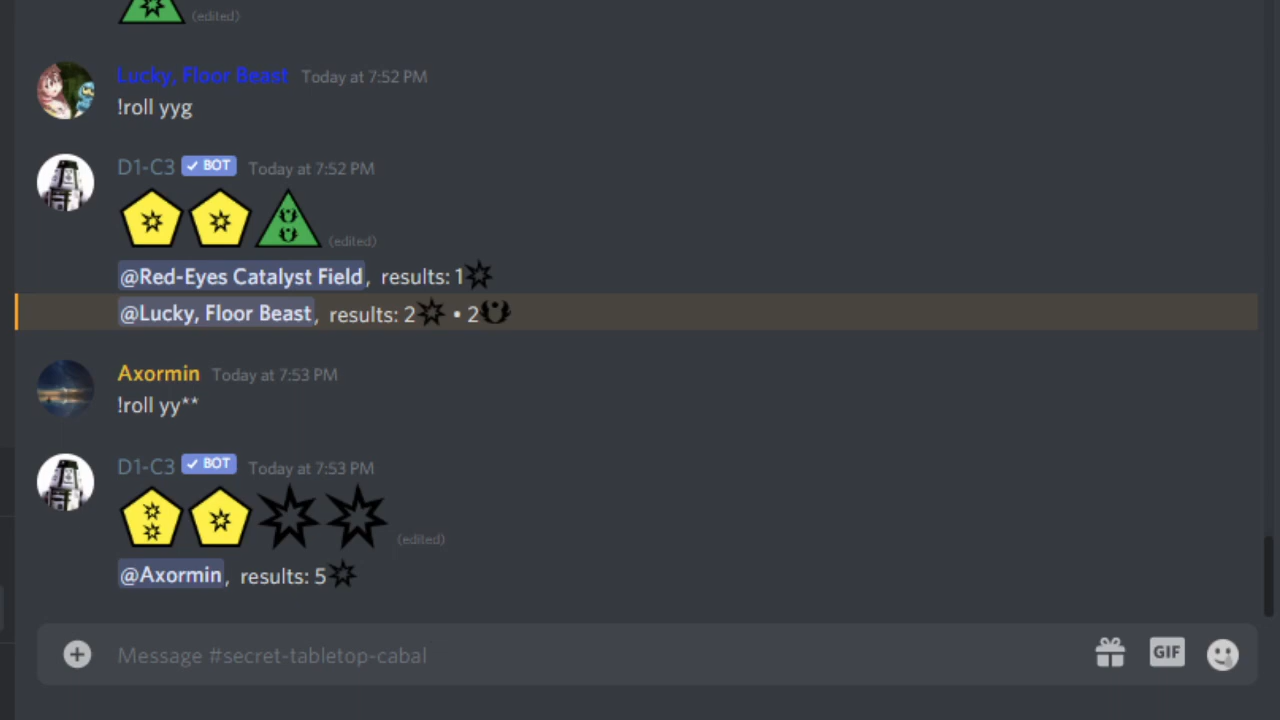 (edited)
Lucky, Floor Beast Today at 7:52 PM
!roll yyg
D1-C3 ✓ BOT Today at 7:52 PM
(edited)
@Red-Eyes Catalyst Field, results: 1
@Lucky, Floor Beast, results: 2 • 2
Axormin Today at 7:53 PM
!roll yy**
D1-C3 ✓ BOT Today at 7:53 PM
(edited)
@Axormin, results: 5
Message #secret-tabletop-cabal GIF